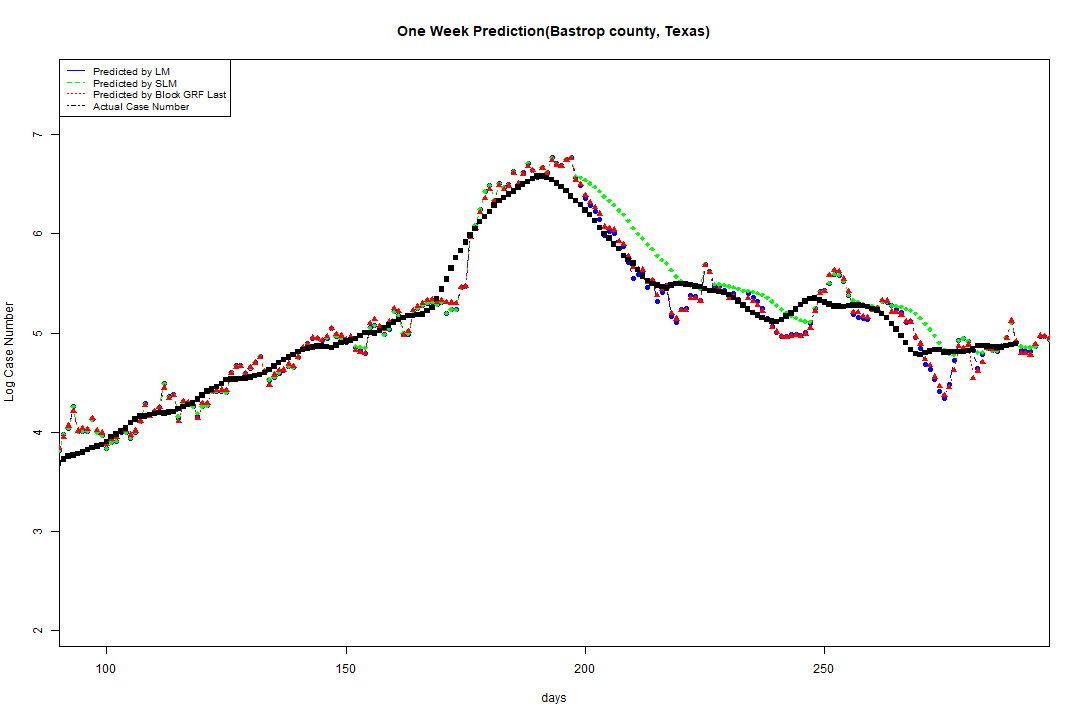 One Week Prediction(Bastrop county, Texas)
Predicted by LM
Predicted by SLM
Predicted by Block GRF Last
Actual Case Number
7
6
5
4
3
2
Log Case Number
100
150
200
250
days